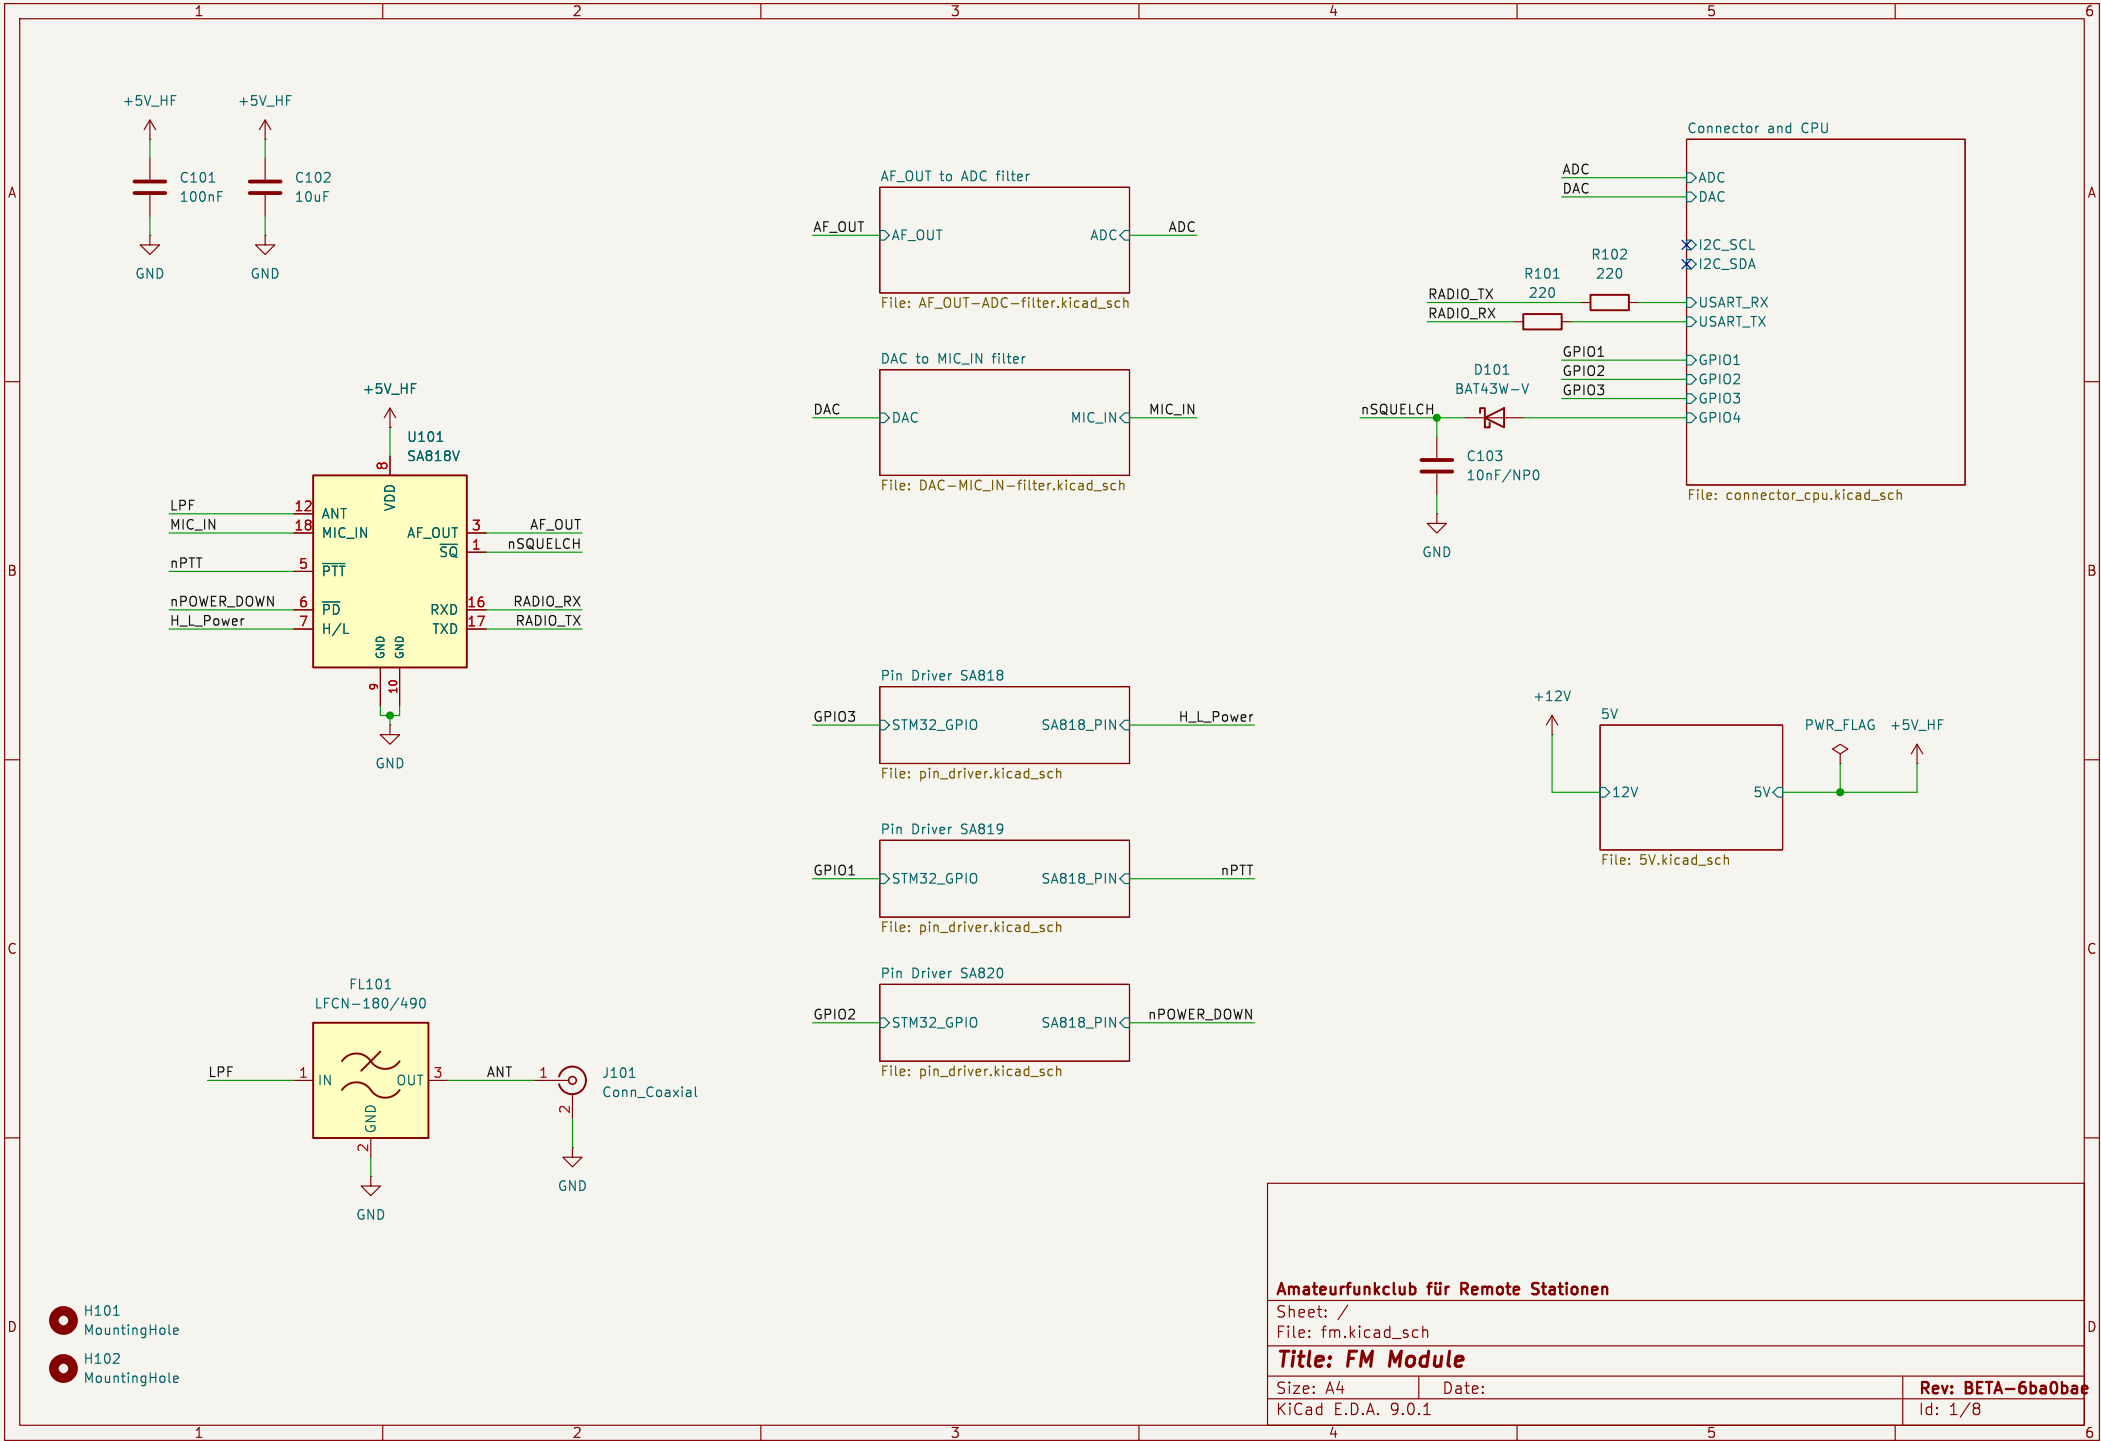 1 2 3 4 5 6
A
B
C
D
+5V_HF
C101
100nF
GND
+5V_HF
C102
10uF
GND
+5V_HF
U101
SA818V
8
VDD
LPF
12
ANT
MIC_IN
18
MIC_IN
nPTT
5
PTT
nPOWER_DOWN
6
PD
H_L_Power
7
H/L
AF_OUT
3
AF_OUT
SQ
1
nSQUELCH
RXD
16
RADIO_RX
TXD
17
RADIO_TX
GND
GND
9
10
GND
FL101
LFCN-180/490
LPF
1
IN
OUT
3
ANT
GND
2
GND
1
J101
Conn_Coaxial
2
GND
H101
MountingHole
H102
MountingHole
AF_OUT to ADC filter
AF_OUT
AF_OUT
ADC
ADC
File: AF_OUT-ADC-filter.kicad_sch
DAC to MIC_IN filter
DAC
DAC
MIC_IN
MIC_IN
File: DAC-MIC_IN-filter.kicad_sch
Pin Driver SA818
GPIO3
STM32_GPIO
SA818_PIN
H_L_Power
File: pin_driver.kicad_sch
Pin Driver SA819
GPIO1
STM32_GPIO
SA818_PIN
nPTT
File: pin_driver.kicad_sch
Pin Driver SA820
GPIO2
STM32_GPIO
SA818_PIN
nPOWER_DOWN
File: pin_driver.kicad_sch
Connector and CPU
ADC
ADC
DAC
DAC
I2C_SCL
I2C_SDA
R102
220
R101
220
RADIO_TX
USART_RX
RADIO_RX
USART_TX
GPIO1
GPIO1
GPIO2
GPIO2
GPIO3
GPIO3
D101
BAT43W-V
nSQUELCH
GPIO4
C103
10nF/NP0
GND
File: connector_cpu.kicad_sch
+12V
5V
12V
5V
PWR_FLAG
+5V_HF
File: 5V.kicad_sch
Amateurfunkclub für Remote Stationen
Sheet: /
File: fm.kicad_sch
Title: FM Module
Size: A4
Date:
Rev: BETA-6ba0bae
KiCad E.D.A. 9.0.1
Id: 1/8
A
B
C
D
1 2 3 4 5 6